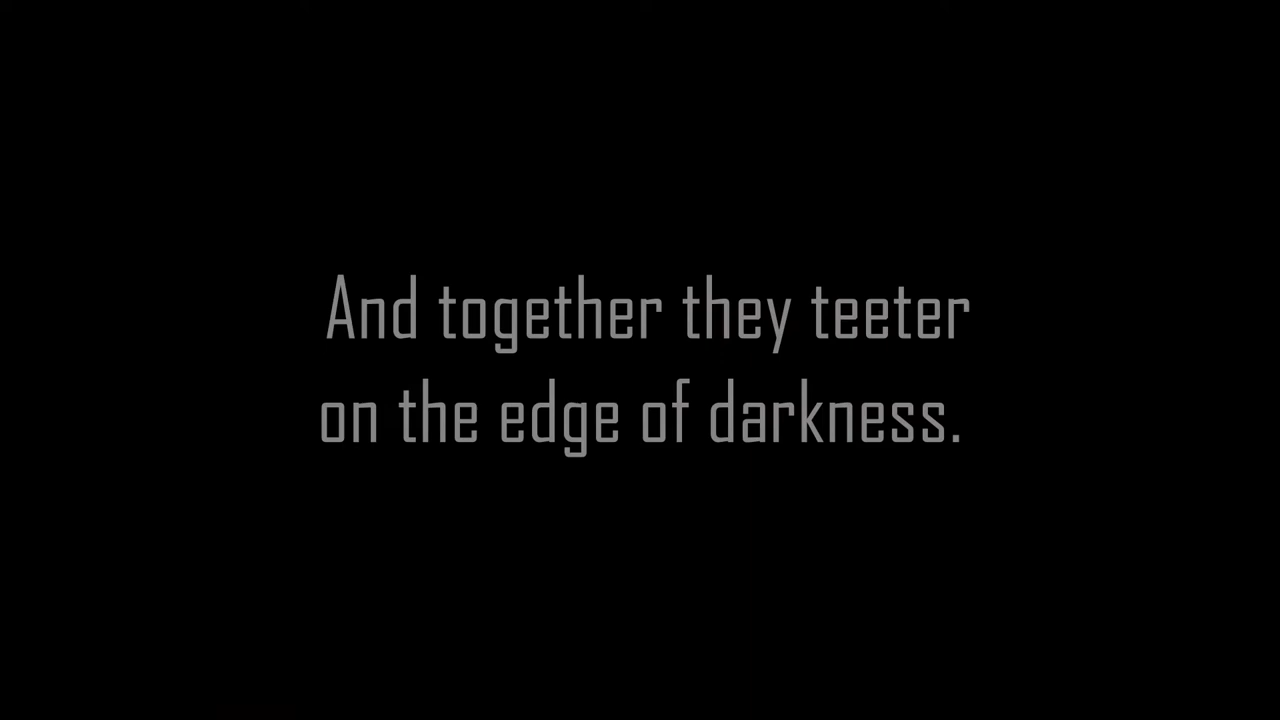 And together they teeter
on the edge of darkness.